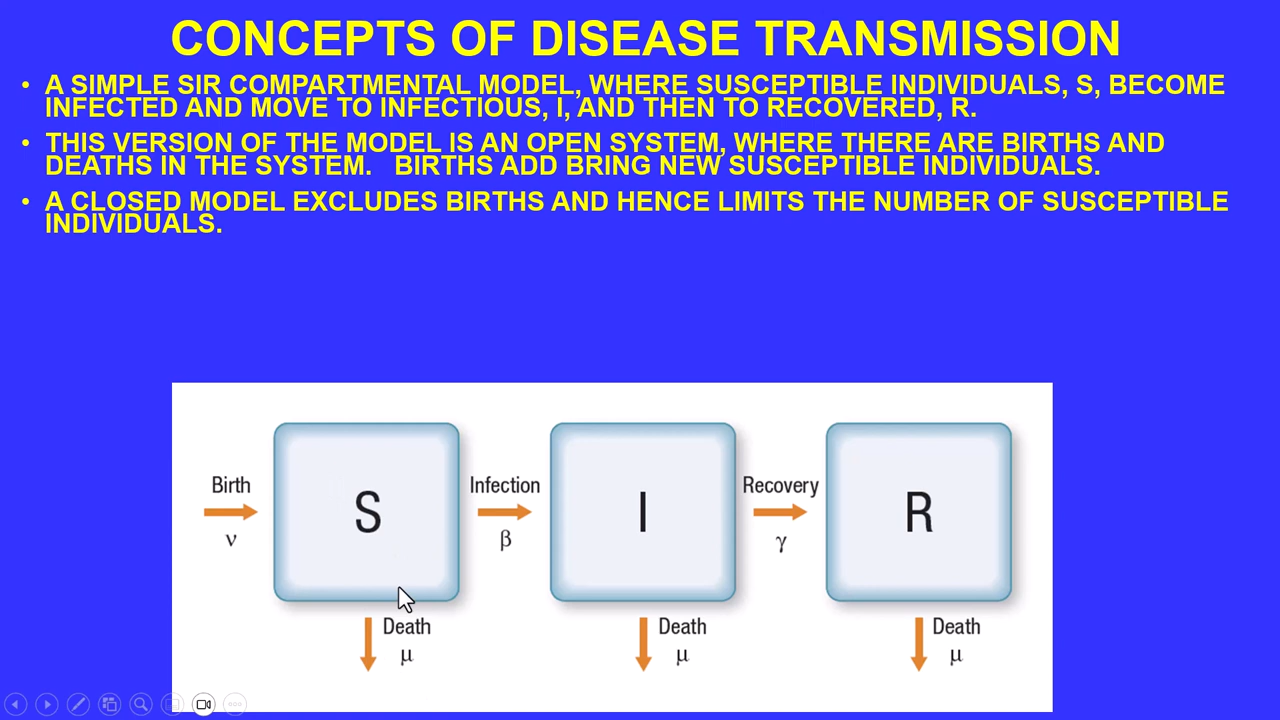 CONCEPTS OF DISEASE TRANSMISSION
• A SIMPLE SIR COMPARTMENTAL MODEL, WHERE SUSCEPTIBLE INDIVIDUALS, S, BECOME
INFECTED AND MOVE TO INFECTIOUS, I, AND THEN TO RECOVERED, R.
• THIS VERSION OF THE MODEL IS AN OPEN SYSTEM, WHERE THERE ARE BIRTHS AND
DEATHS IN THE SYSTEM. BIRTHS ADD BRING NEW SUSCEPTIBLE INDIVIDUALS.
• A CLOSED MODEL EXCLUDES BIRTHS AND HENCE LIMITS THE NUMBER OF SUSCEPTIBLE
INDIVIDUALS.
Birth
ν
S
Infection
β
I
Recovery
γ
R
Death
μ
Death
μ
Death
μ